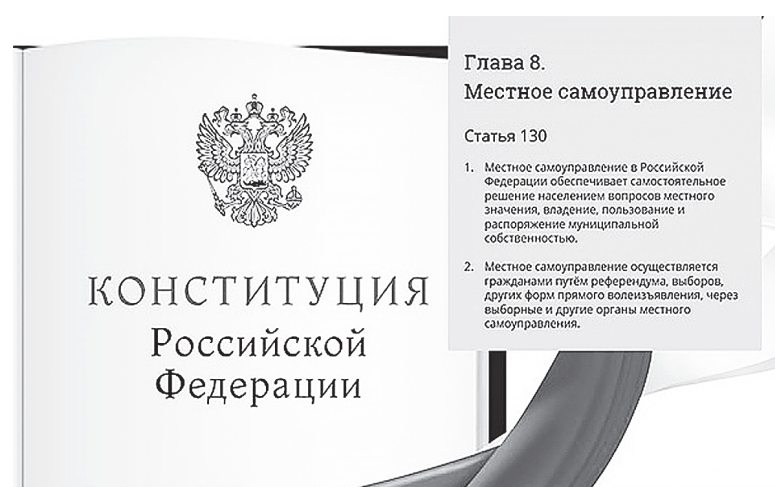 КОНСТИТУЦИЯ
Российской
Федерации
Глава 8.
Местное самоуправление
Статья 130
1. Местное самоуправление в Российской
Федерации обеспечивает самостоятельное
решение населением вопросов местного
значения, владение, пользование и
распоряжение муниципальной
собственностью.
2. Местное самоуправление осуществляется
гражданами путём референдума, выборов,
других форм прямого волеизъявления, через
выборные и другие органы местного
самоуправления.